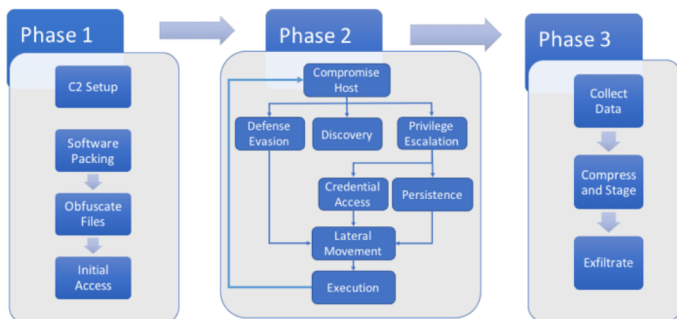 Phase 1
C2 Setup
Software
Packing
Obfuscate
Files
Initial
Access
Phase 2
Compromise
Host
Defense
Evasion
Discovery
Privilege
Escalation
Credential
Access
Persistence
Lateral
Movement
Execution
Phase 3
Collect
Data
Compress
and Stage
Exfiltrate